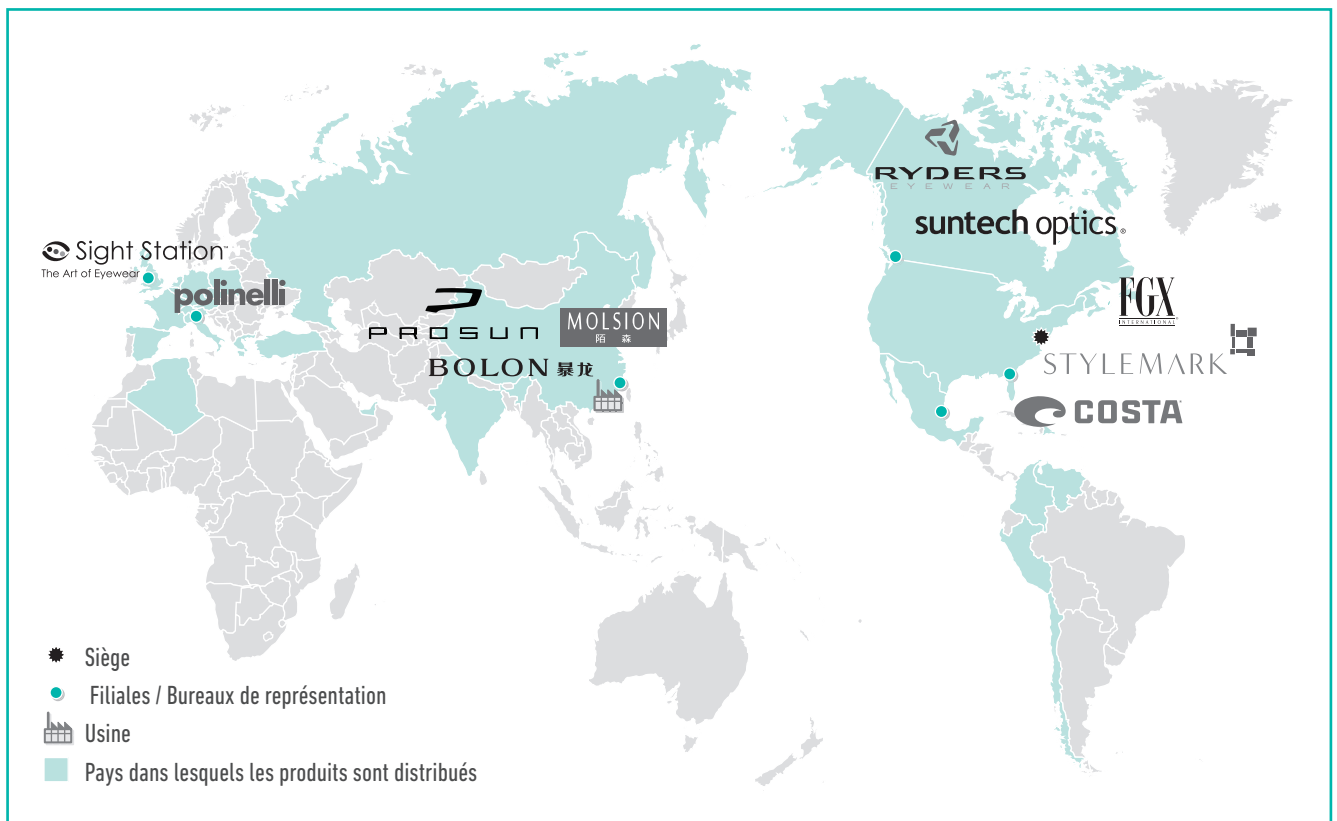 RYDERS
EYEWEAR
suntech optics®
Sight Station™
The Art of Eyewear
polinelli
PROSUN
MOLSION
陌森
BOLON 暴龙
FGX
INTERNATIONAL
STYLEMARK
COSTA
Siège
Filiales / Bureaux de représentation
Usine
Pays dans lesquels les produits sont distribués